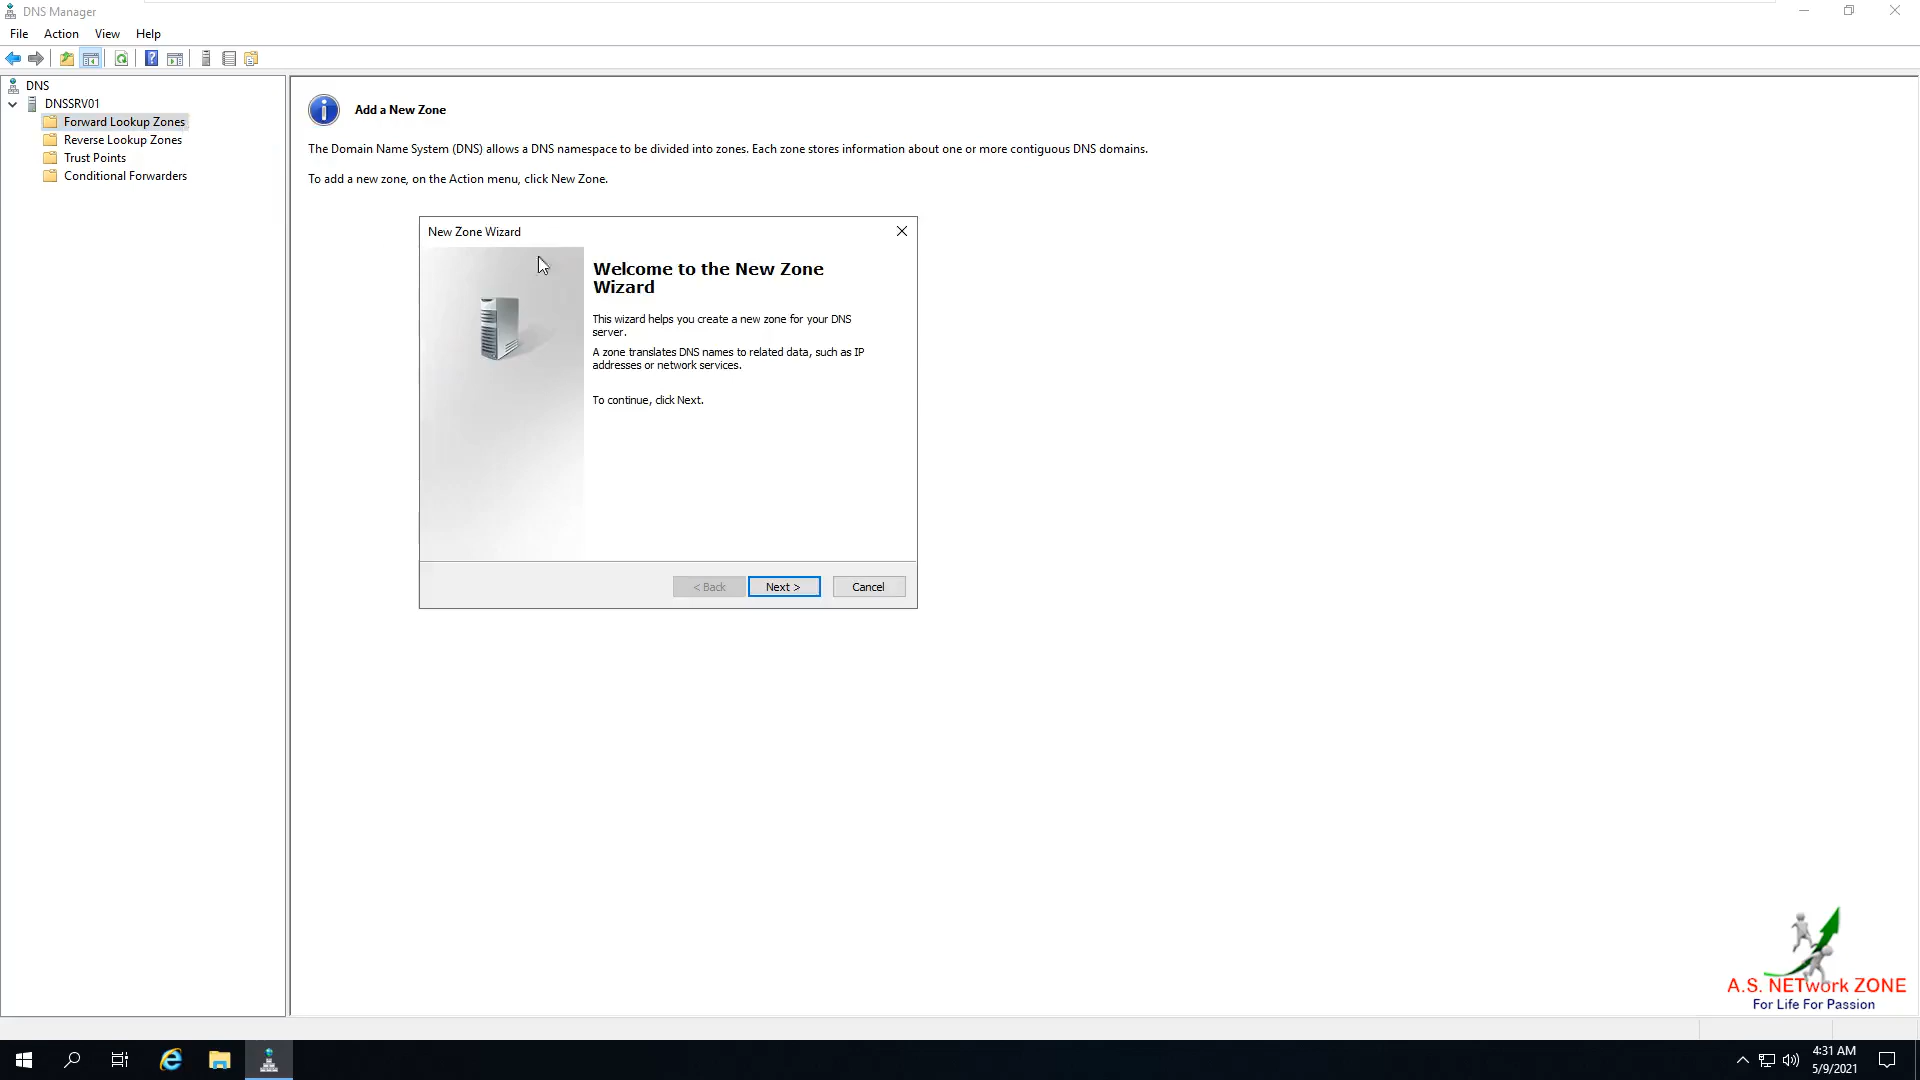 DNS Manager
File Action View Help
DNS
DNSSRV01
Forward Lookup Zones
Reverse Lookup Zones
Trust Points
Conditional Forwarders
Add a New Zone
The Domain Name System (DNS) allows a DNS namespace to be divided into zones. Each zone stores information about one or more contiguous DNS domains.
To add a new zone, on the Action menu, click New Zone.
New Zone Wizard
Welcome to the New Zone
Wizard
This wizard helps you create a new zone for your DNS
server.
A zone translates DNS names to related data, such as IP
addresses or network services.
To continue, click Next.
< Back Next > Cancel
A.S. NETwork ZONE
For Life For Passion
4:31 AM
5/9/2021